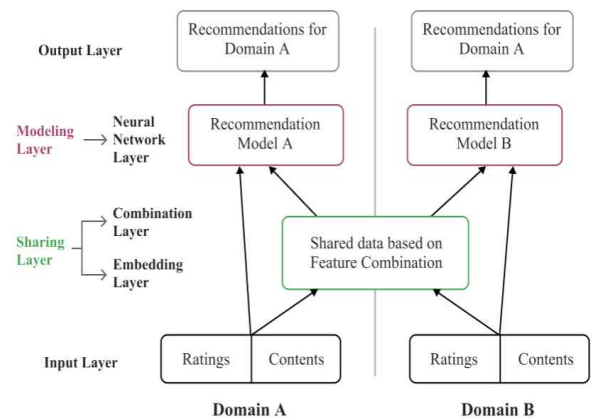 Output Layer
Recommendations for
Domain A
Recommendations for
Domain A
Modeling
Layer
Neural
Network
Layer
Recommendation
Model A
Recommendation
Model B
Sharing
Layer
Combination
Layer
Embedding
Layer
Shared data based on
Feature Combination
Input Layer
Ratings
Contents
Ratings
Contents
Domain A
Domain B